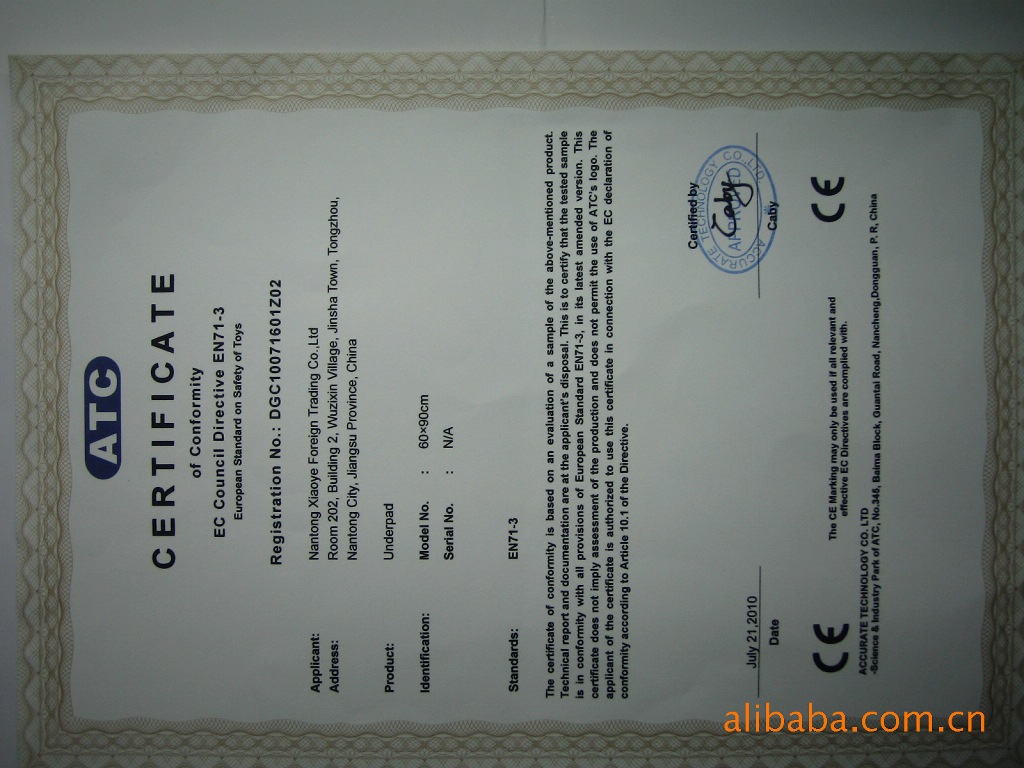 ATC
CERTIFICATE
of Conformity
EC Council Directive EN71-3
European Standard on Safety of Toys
Registration No.: DGC10071601Z02
Applicant: Nantong Xiaoye Foreign Trading Co.,Ltd
Address: Room 202, Building 2, Wuzixin Village, Jinsha Town, Tongzhou,
Nantong City, Jiangsu Province, China
Product: Underpad
Identification: Model No. : 60×90cm
Serial No. : N/A
Standards: EN71-3
The certificate of conformity is based on an evaluation of a sample of the above-mentioned product.
Technical report and documentation are at the applicant's disposal. This is to certify that the tested sample
is in conformity with all provisions of European Standard EN71-3, in its latest amended version. This
certificate does not imply assessment of the production and does not permit the use of ATC's logo. The
applicant of the certificate is authorized to use this certificate in connection with the EC declaration of
conformity according to Article 10.1 of the Directive.
Certified by
ACCURATE TECHNOLOGY CO.,LTD
APPROVED
Caby
July 21,2010
Caby
Date
CE
The CE Marking may only be used if all relevant and
effective EC Directives are complied with.
CE
ACCURATE TECHNOLOGY CO. LTD
-Science & Industry Park of ATC, No.345, Baima Block, Guantai Road, Nancheng,Dongguan, P. R, China
alibaba.com.cn